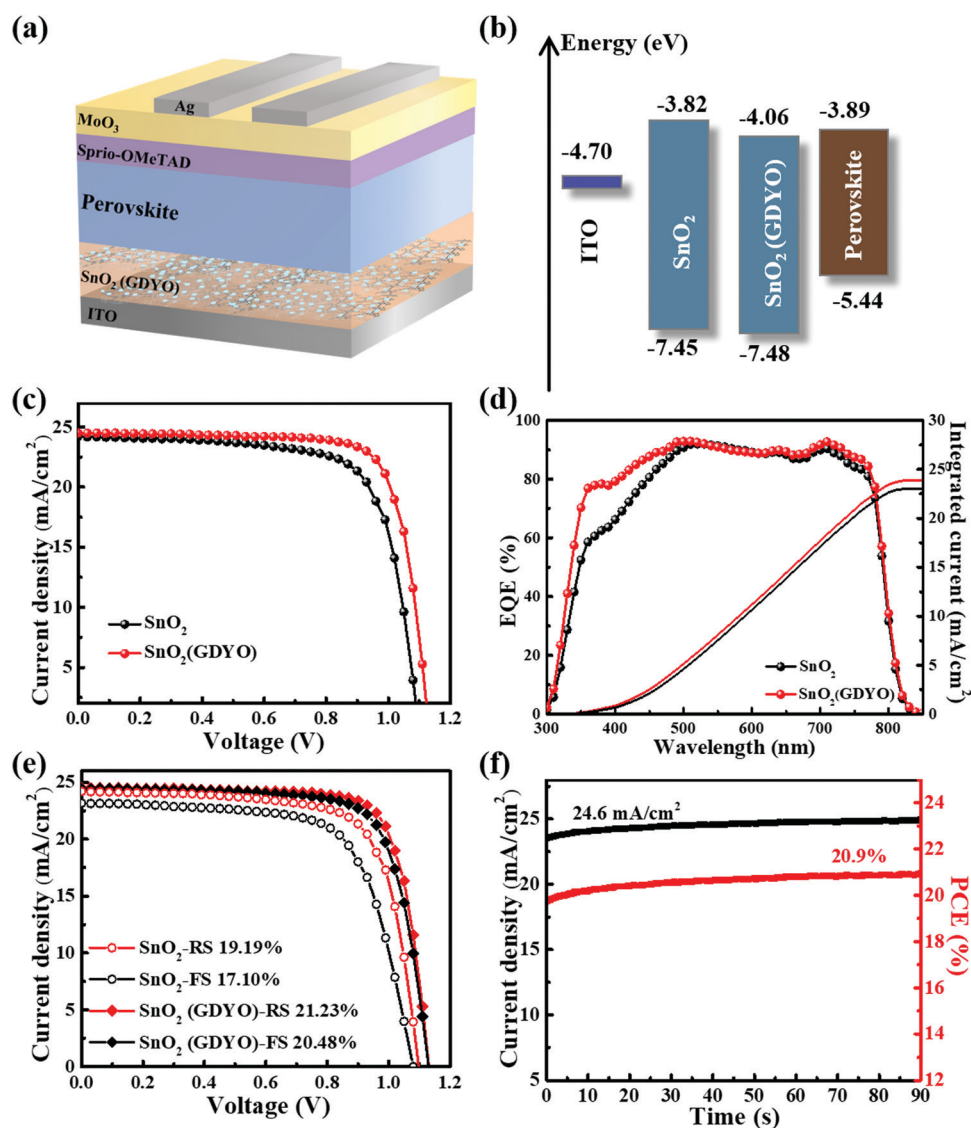 (a)
Ag
MoO₃
Sprio-OMeTAD
Perovskite
SnO₂ (GDYO)
ITO
(b)
Energy (eV)
-4.70
ITO
-3.82
SnO₂
-7.45
-4.06
SnO₂ (GDYO)
-7.48
-3.89
Perovskite
-5.44
(c)
Current density (mA/cm²)
25
20
15
10
5
SnO₂
SnO₂(GDYO)
0.0 0.2 0.4 0.6 0.8 1.0 1.2
Voltage (V)
(d)
EQE (%)
100
80
60
40
20
0
SnO₂
SnO₂(GDYO)
300 400 500 600 700 800
Wavelength (nm)
30
25
20
15
10
5
0
Integrated current (mA/cm²)
(e)
Current density (mA/cm²)
25
20
15
10
5
0
SnO₂-RS 19.19%
SnO₂-FS 17.10%
SnO₂ (GDYO)-RS 21.23%
SnO₂ (GDYO)-FS 20.48%
0.0 0.2 0.4 0.6 0.8 1.0 1.2
Voltage (V)
(f)
Current density (mA/cm²)
30
25
20
15
10
5
24.6 mA/cm²
20.9%
0 10 20 30 40 50 60 70 80 90
Time (s)
24
22
20
18
16
14
12
PCE (%)